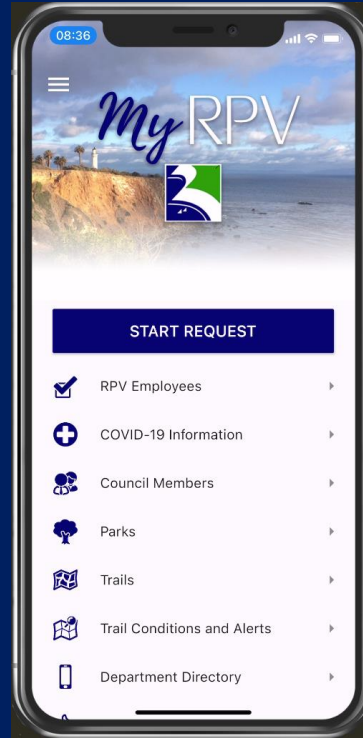 08:36
My RPV
START REQUEST
RPV Employees
COVID-19 Information
Council Members
Parks
Trails
Trail Conditions and Alerts
Department Directory